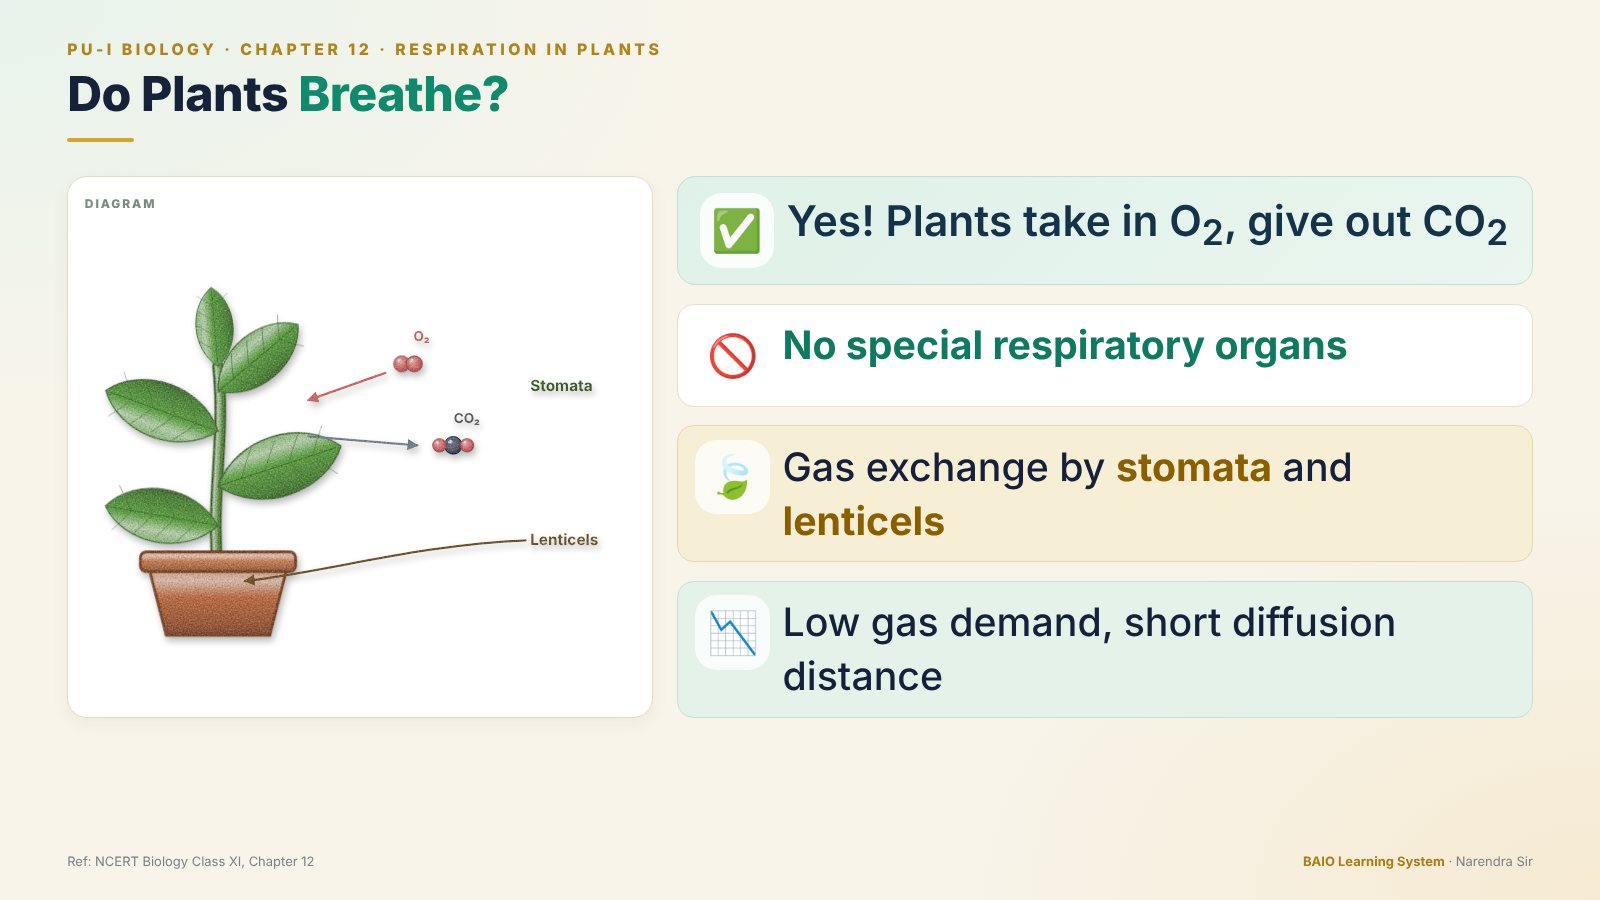 PU-I BIOLOGY · CHAPTER 12 · RESPIRATION IN PLANTS
Do Plants Breathe?
DIAGRAM
O₂
Stomata
CO₂
Lenticels
Yes! Plants take in O₂, give out CO₂
No special respiratory organs
Gas exchange by stomata and
lenticels
Low gas demand, short diffusion
distance
Ref: NCERT Biology Class XI, Chapter 12
BAIO Learning System · Narendra Sir